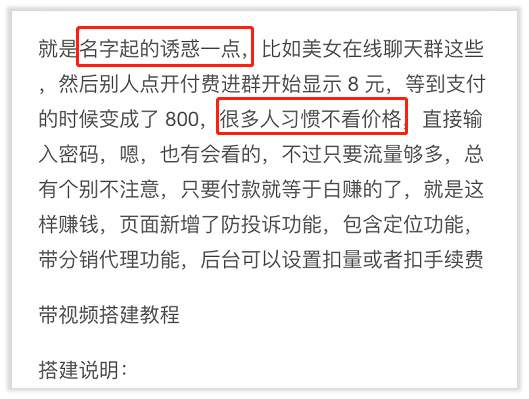 就是名字起的诱惑一点，比如美女在线聊天群这些
，然后别人点开付费进群开始显示 8 元，等到支付
的时候变成了 800，很多人习惯不看价格，直接输
入密码，嗯，也有会看的，不过只要流量够多，总
有个别不注意，只要付款就等于白赚的了，就是这
样赚钱，页面新增了防投诉功能，包含定位功能，
带分销代理功能，后台可以设置扣量或者扣手续费
带视频搭建教程
搭建说明：